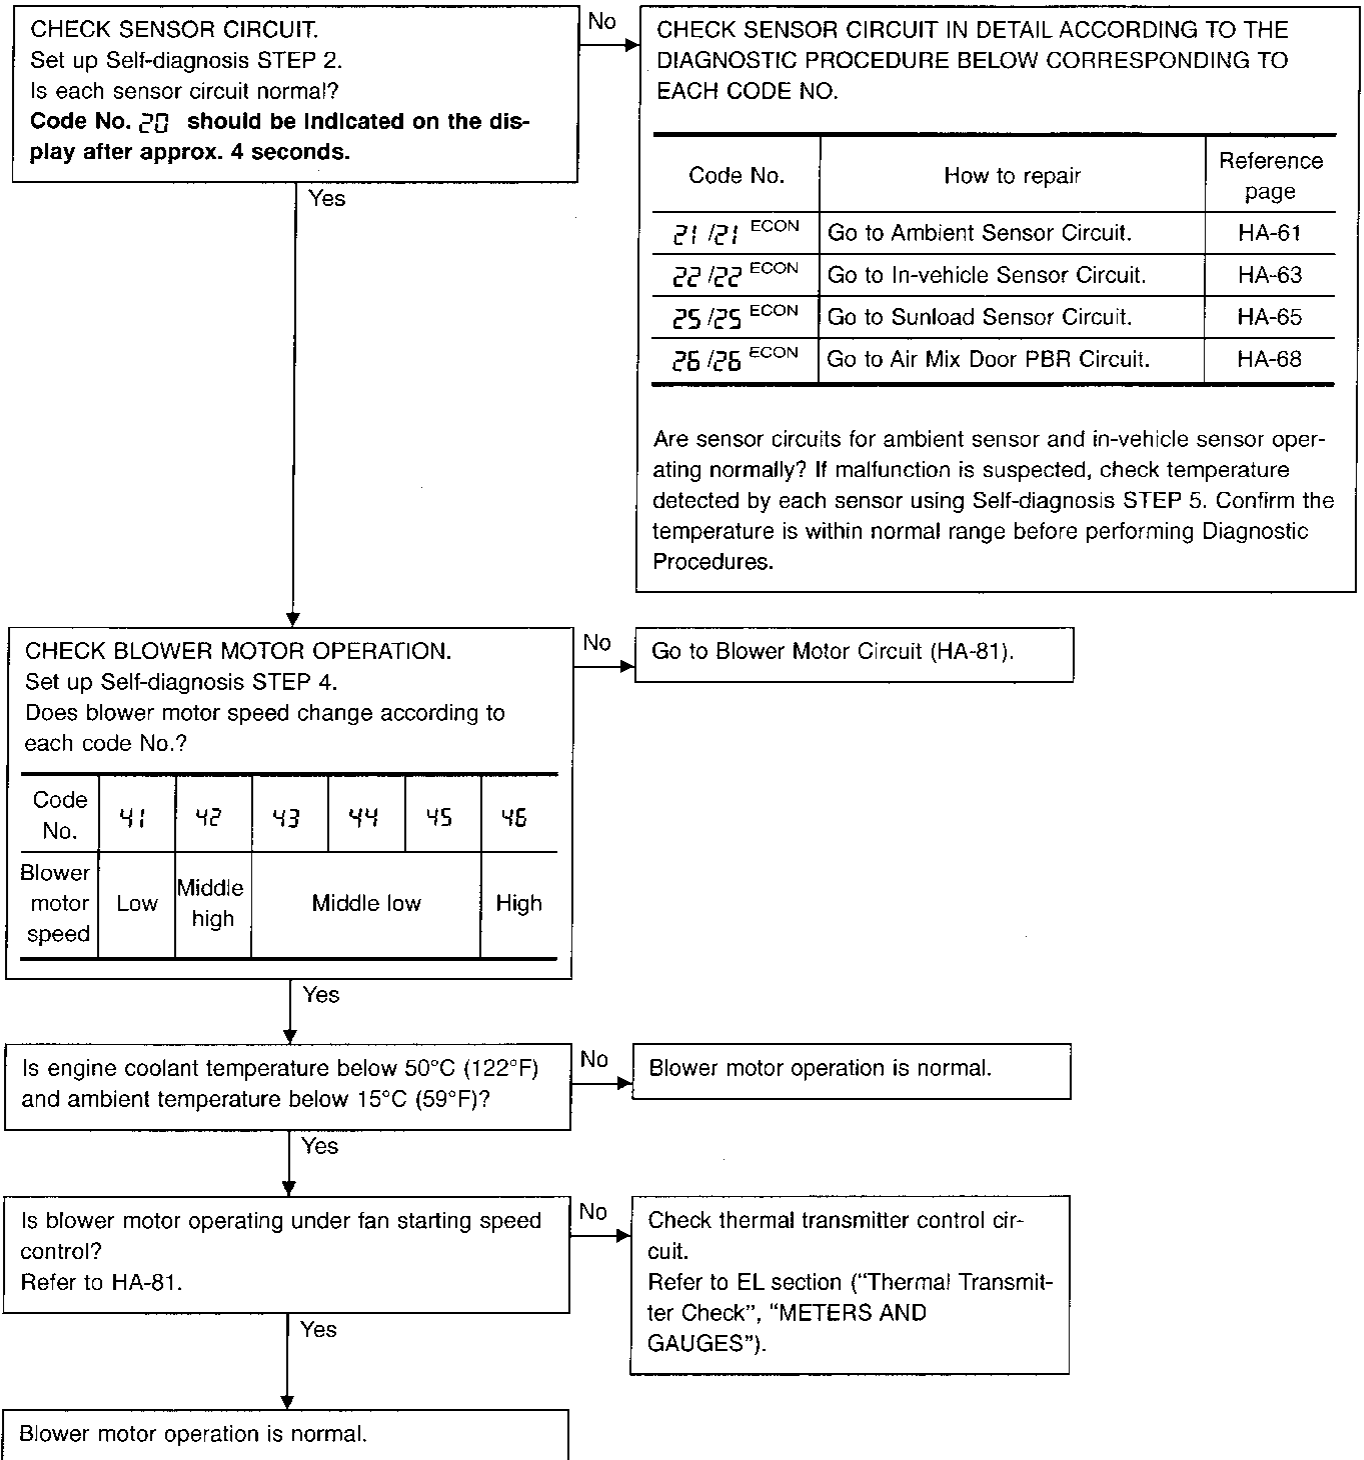 CHECK SENSOR CIRCUIT.
Set up Self-diagnosis STEP 2.
Is each sensor circuit normal?
Code No. 20 should be indicated on the dis-
play after approx. 4 seconds.
No
CHECK SENSOR CIRCUIT IN DETAIL ACCORDING TO THE
DIAGNOSTIC PROCEDURE BELOW CORRESPONDING TO
EACH CODE NO.
Code No. How to repair Reference page
21 /21 ECON Go to Ambient Sensor Circuit. HA-61
22 /22 ECON Go to In-vehicle Sensor Circuit. HA-63
25 /25 ECON Go to Sunload Sensor Circuit. HA-65
26 /26 ECON Go to Air Mix Door PBR Circuit. HA-68
Are sensor circuits for ambient sensor and in-vehicle sensor oper-
ating normally? If malfunction is suspected, check temperature
detected by each sensor using Self-diagnosis STEP 5. Confirm the
temperature is within normal range before performing Diagnostic
Procedures.
Yes
CHECK BLOWER MOTOR OPERATION.
Set up Self-diagnosis STEP 4.
Does blower motor speed change according to
each code No.?
Code No. 41 42 43 44 45 46
Blower motor speed Low Middle high Middle low High
No
Go to Blower Motor Circuit (HA-81).
Yes
Is engine coolant temperature below 50°C (122°F)
and ambient temperature below 15°C (59°F)?
No
Blower motor operation is normal.
Yes
Is blower motor operating under fan starting speed
control?
Refer to HA-81.
No
Check thermal transmitter control cir-
cuit.
Refer to EL section (“Thermal Transmit-
ter Check”, “METERS AND
GAUGES”).
Yes
Blower motor operation is normal.